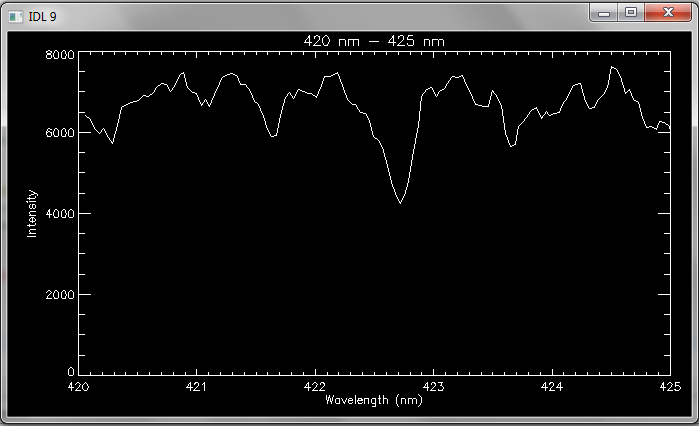 IDL 9
420 nm – 425 nm
8000
6000
4000
2000
0
Intensity
420 421 422 423 424 425
Wavelength (nm)